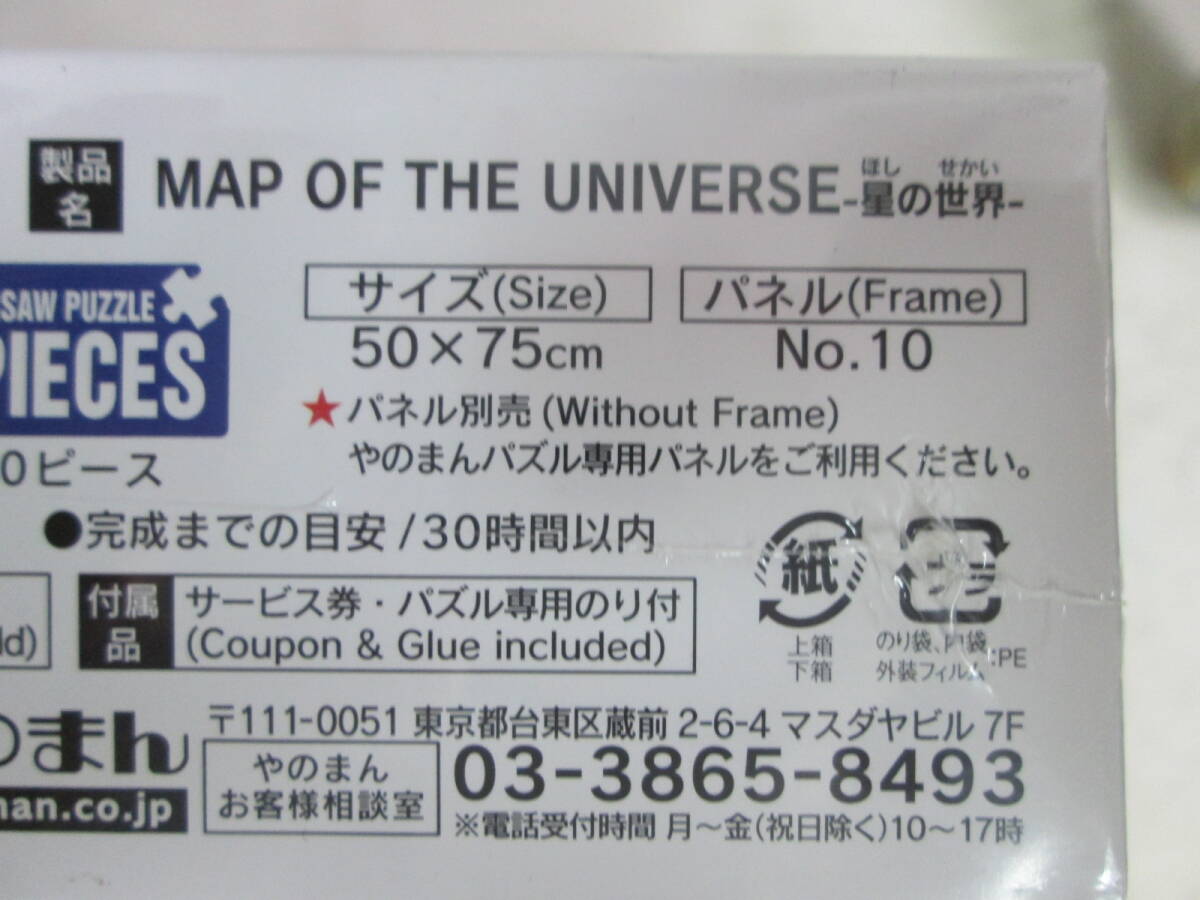 製品名
MAP OF THE UNIVERSE-星の世界-
ほし せかい
SAW PUZZLE
PIECES
0ピース
サイズ(Size)
50×75cm
パネル(Frame)
No.10
★パネル別売(Without Frame)
やのまんパズル専用パネルをご利用ください。
●完成までの目安/30時間以内
付属品
サービス券・パズル専用のり付
(Coupon & Glue included)
ld)
紙
上箱
下箱
プラ
のり袋、内袋、
外装フィルム:PE
のまん
man.co.jp
〒111-0051 東京都台東区蔵前 2-6-4 マスダヤビル 7F
やのまん
お客様相談室
03-3865-8493
※電話受付時間 月〜金(祝日除く)10〜17時